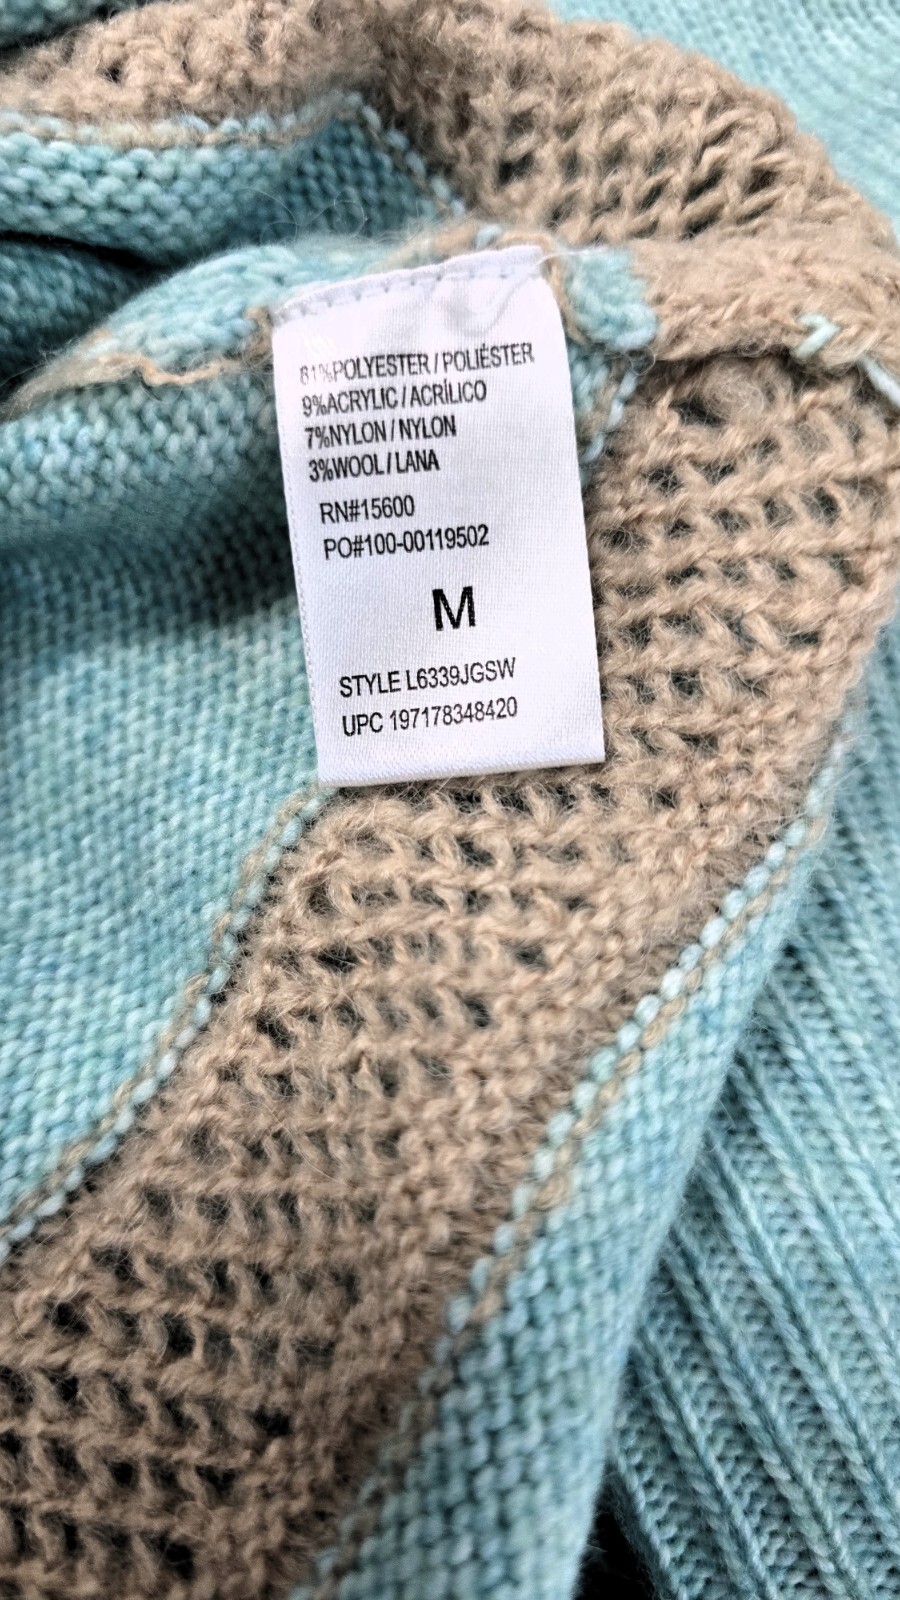 81%POLYESTER / POLIÉSTER
9%ACRYLIC / ACRÍLICO
7%NYLON / NYLON
3%WOOL / LANA
RN#15600
PO#100-00119502
M
STYLE L6339JGSW
UPC 197178348420